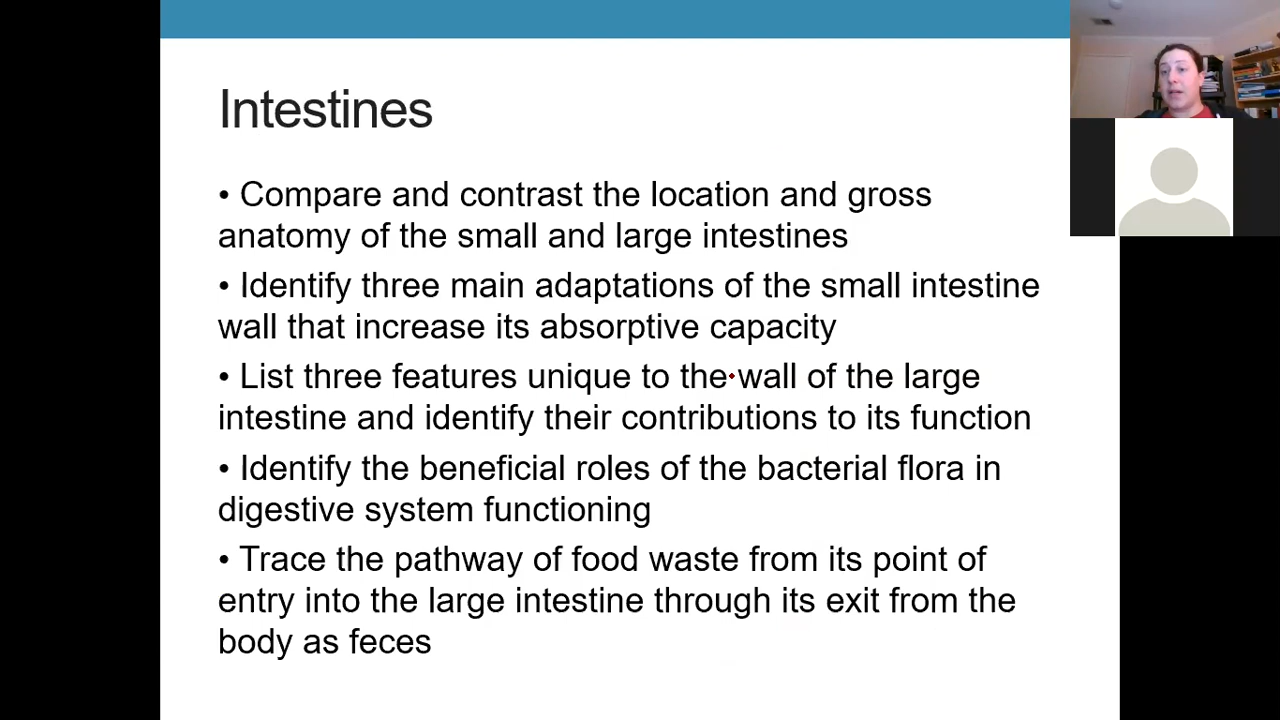 Intestines
• Compare and contrast the location and gross
anatomy of the small and large intestines
• Identify three main adaptations of the small intestine
wall that increase its absorptive capacity
• List three features unique to the wall of the large
intestine and identify their contributions to its function
• Identify the beneficial roles of the bacterial flora in
digestive system functioning
• Trace the pathway of food waste from its point of
entry into the large intestine through its exit from the
body as feces